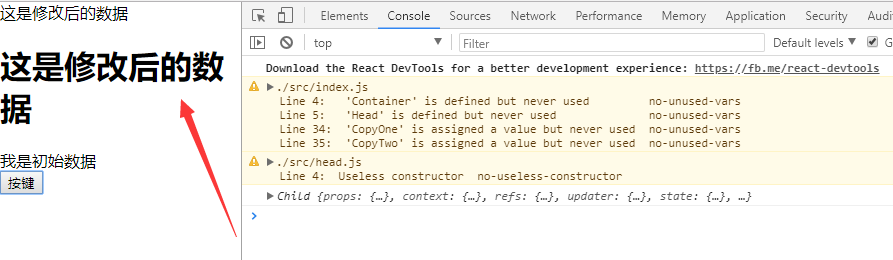 这是修改后的数据
这是修改后的数
据
我是初始数据
按键
Elements Console Sources Network Performance Memory Application Security Audit
top Filter Default levels G
Download the React DevTools for a better development experience: https://fb.me/react-devtools
./src/index.js
Line 4: 'Container' is defined but never used no-unused-vars
Line 5: 'Head' is defined but never used no-unused-vars
Line 34: 'CopyOne' is assigned a value but never used no-unused-vars
Line 35: 'CopyTwo' is assigned a value but never used no-unused-vars
./src/head.js
Line 4: Useless constructor no-useless-constructor
Child {props: {…}, context: {…}, refs: {…}, updater: {…}, state: {…}, …}